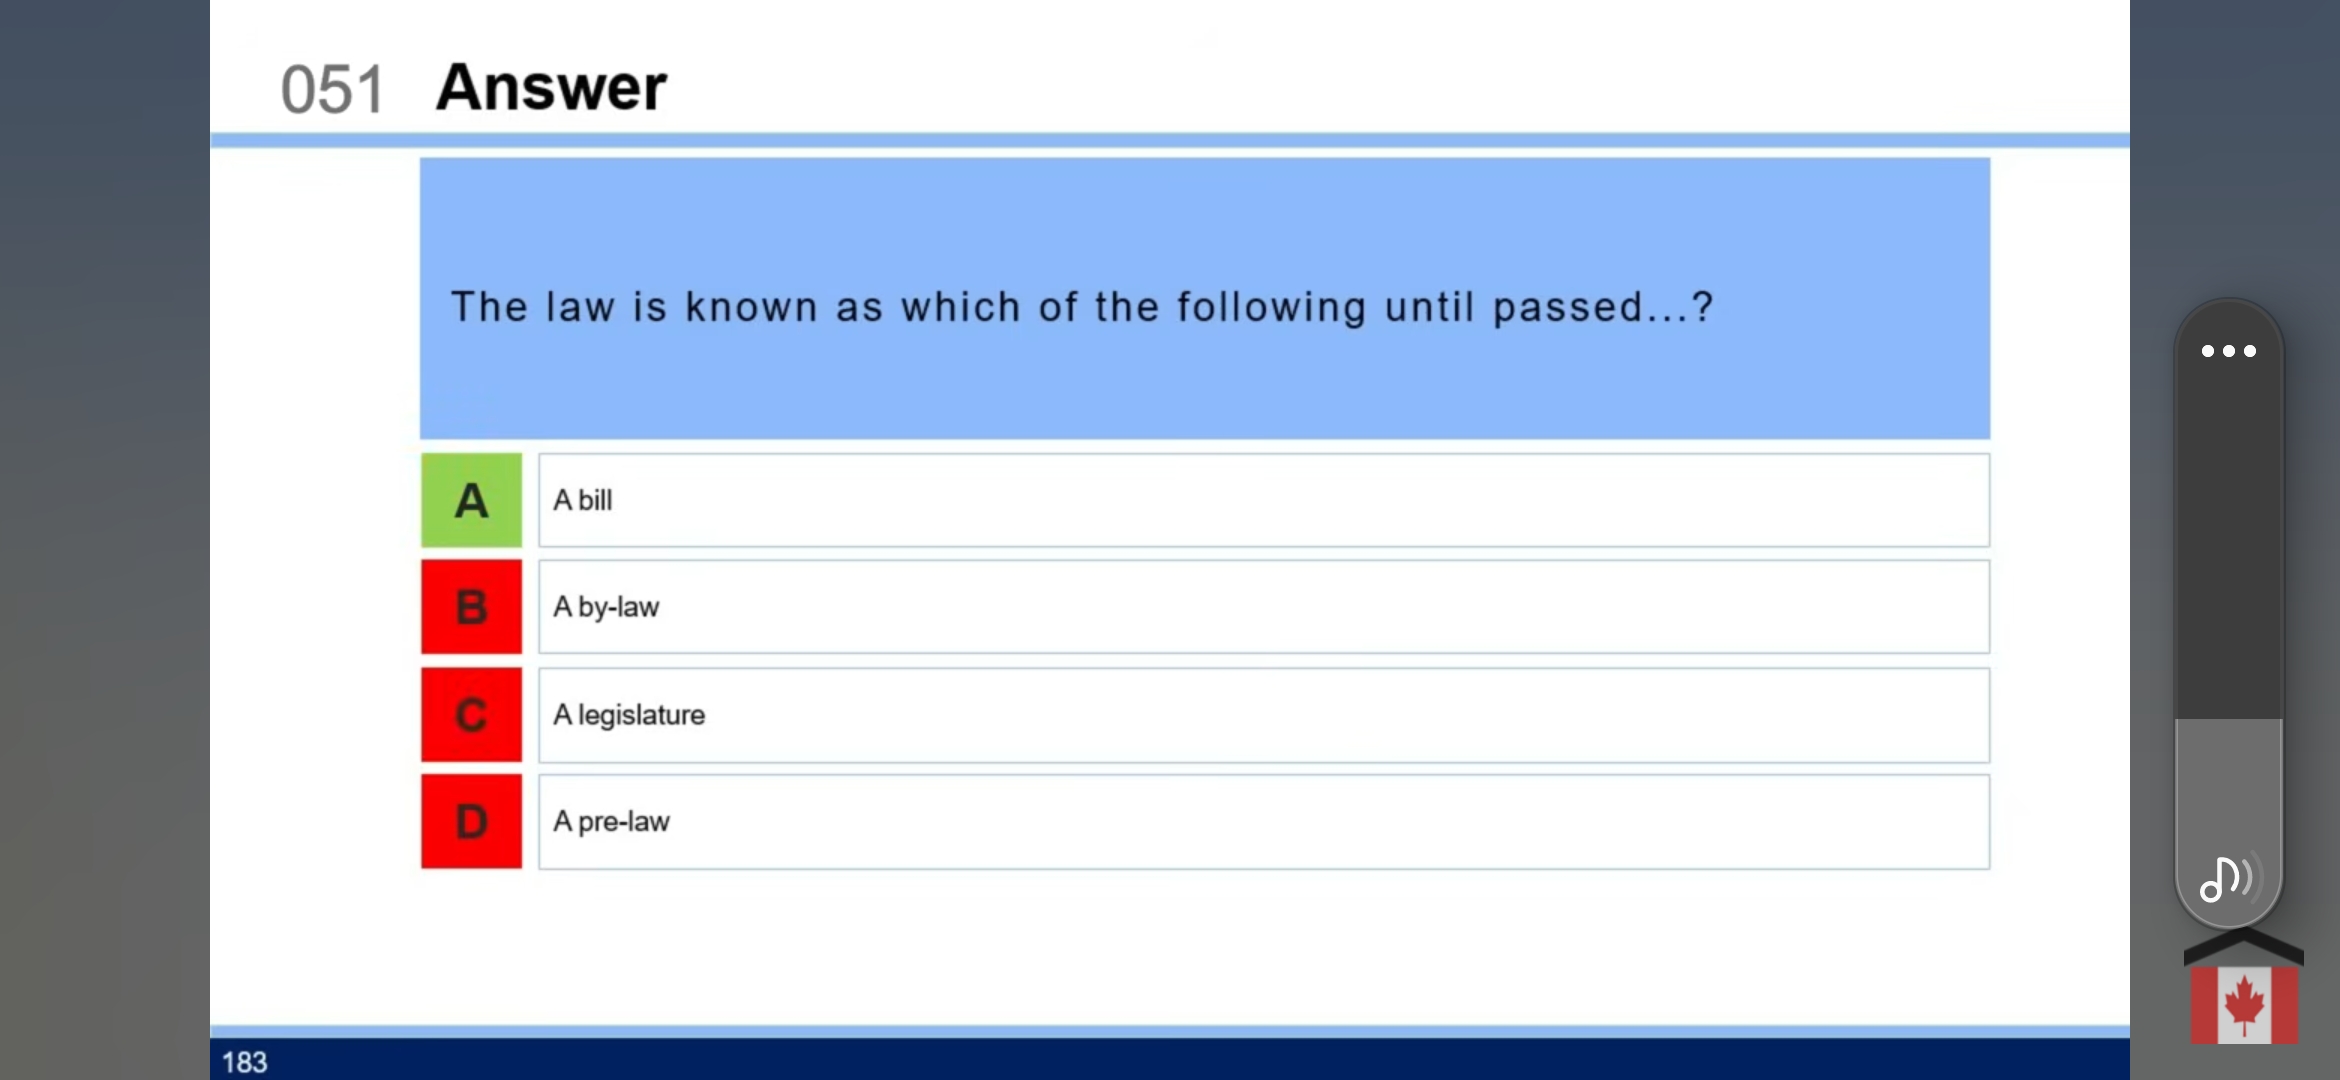 051 Answer
The law is known as which of the following until passed...?
A A bill
B A by-law
C A legislature
D A pre-law
183